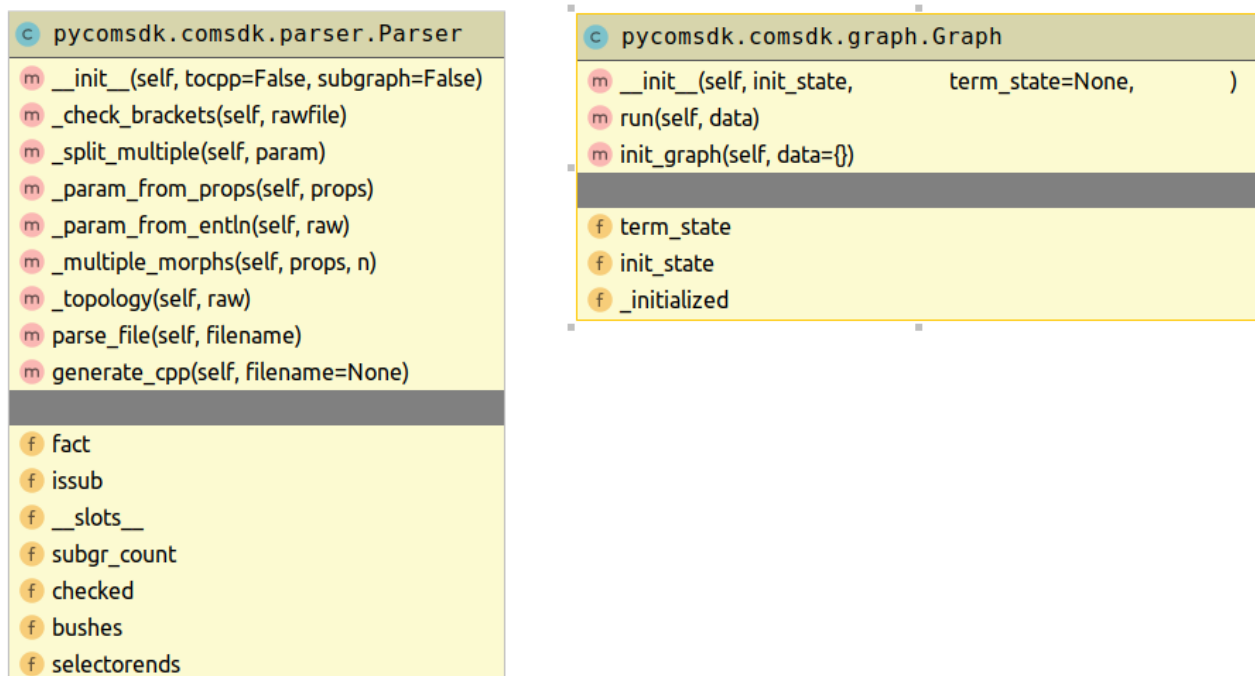 c pycomsdk.comsdk.parser.Parser
m __init__(self, tocpp=False, subgraph=False)
m _check_brackets(self, rawfile)
m _split_multiple(self, param)
m _param_from_props(self, props)
m _param_from_entln(self, raw)
m _multiple_morphs(self, props, n)
m _topology(self, raw)
m parse_file(self, filename)
m generate_cpp(self, filename=None)
f fact
f issub
f __slots__
f subgr_count
f checked
f bushes
f selectorends
c pycomsdk.comsdk.graph.Graph
m __init__(self, init_state, term_state=None, )
m run(self, data)
m init_graph(self, data={})
f term_state
f init_state
f _initialized